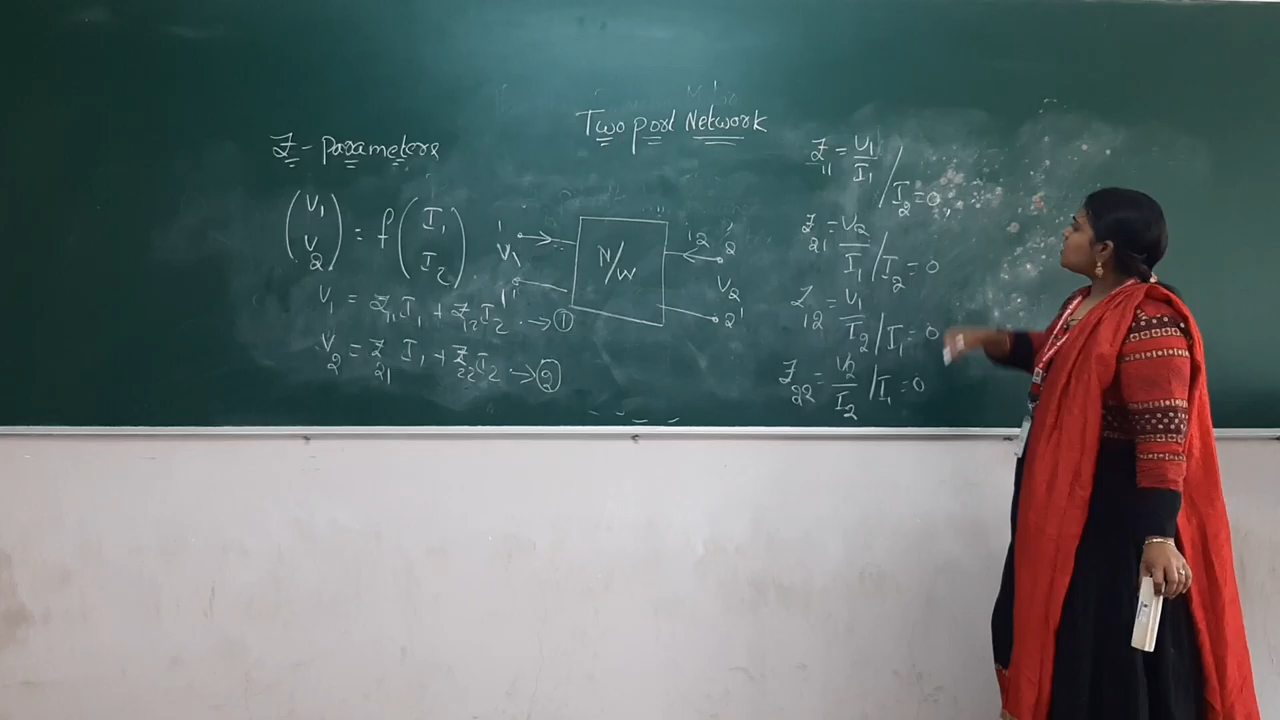 Two port Network
Z - parameters
(V1 V2) = f (I1 I2)
V1 = Z11 I1 + Z12 I2 → ①
V2 = Z21 I1 + Z22 I2 → ②
1
V1
1'
N/W
I2
2
V2
2'
Z11 = V1/I1 / I2=0,
Z21 = V2/I1 / I2=0
Z12 = V1/I2 / I1=0
Z22 = V2/I2 / I1=0